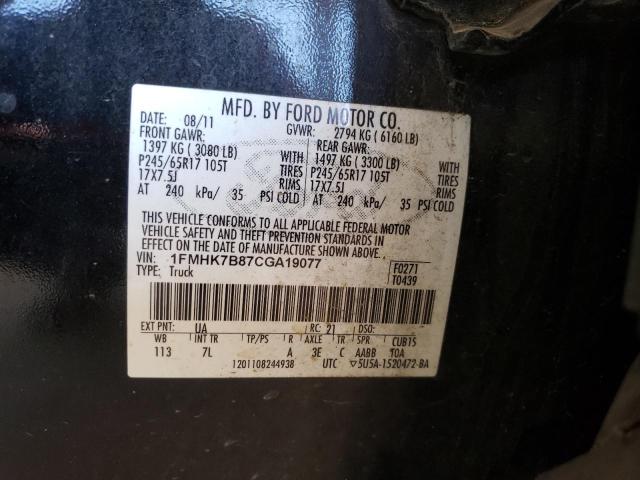 MFD. BY FORD MOTOR CO.
DATE: 08/11 GVWR: 2794 KG ( 6160 LB)
FRONT GAWR: REAR GAWR:
1397 KG ( 3080 LB) WITH 1497 KG ( 3300 LB) WITH
P245/65R17 105T TIRES P245/65R17 105T TIRES
17X7.5J RIMS 17X7.5J RIMS
AT 240 kPa/ 35 PSI COLD AT 240 kPa/ 35 PSI COLD
THIS VEHICLE CONFORMS TO ALL APPLICABLE FEDERAL MOTOR
VEHICLE SAFETY AND THEFT PREVENTION STANDARDS IN
EFFECT ON THE DATE OF MANUFACTURE SHOWN ABOVE.
VIN: 1FMHK7B87CGA19077 F0271
TYPE: Truck T0439
EXT PNT: UA RC: 21 DSO:
WB INT TR TP/PS R AXLE TR SPR CUB1S
113 7L A 3E C AABB 10A
1201108244938 UTC ▽5U5A-1520472-BA